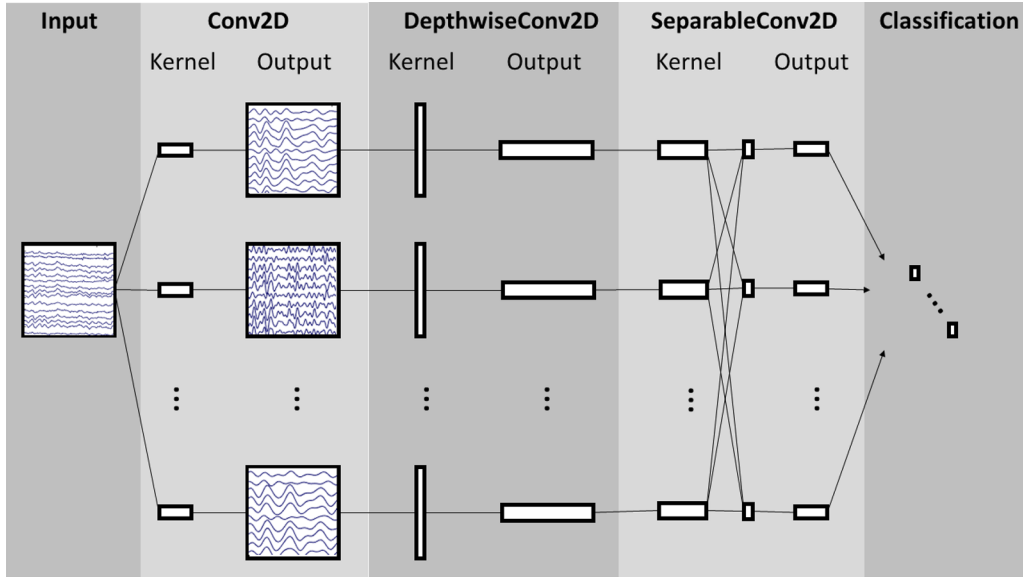 Input Conv2D DepthwiseConv2D SeparableConv2D Classification
Kernel Output Kernel Output Kernel Output